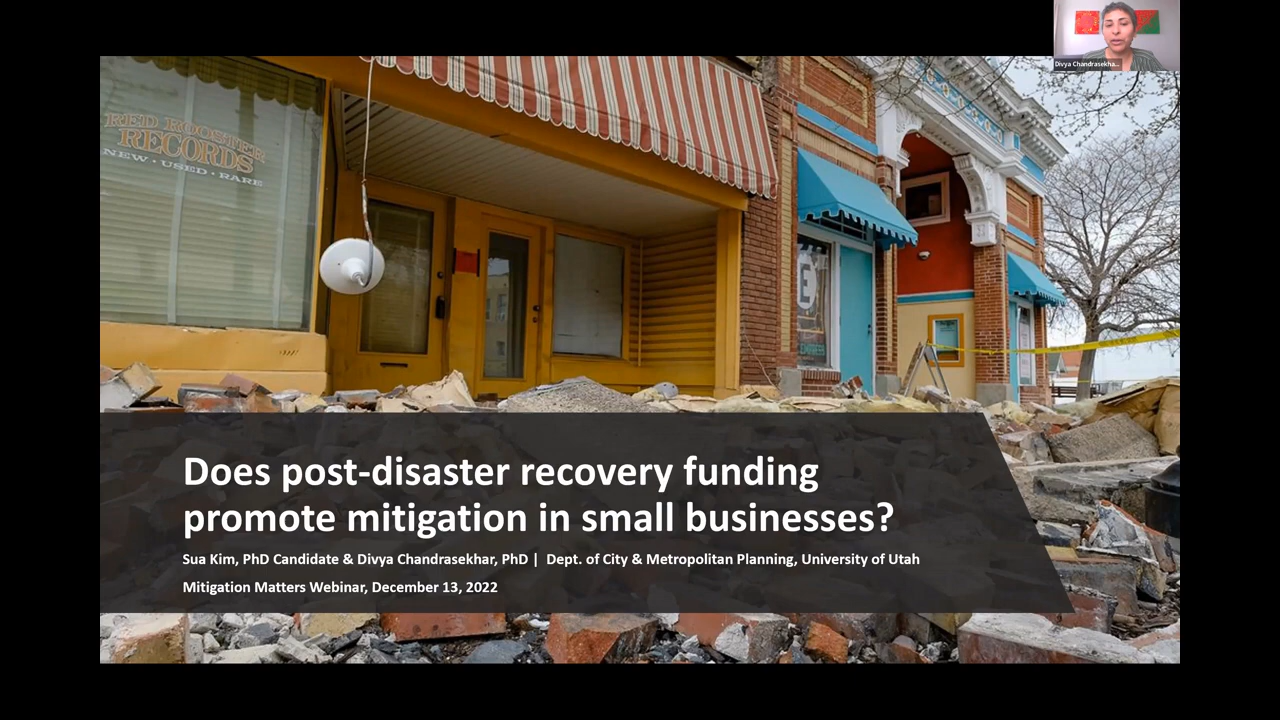 Divya Chandrasekha...
RED ROOSTER
RECORDS
NEW • USED • RARE
E
Does post-disaster recovery funding
promote mitigation in small businesses?
Sua Kim, PhD Candidate & Divya Chandrasekhar, PhD | Dept. of City & Metropolitan Planning, University of Utah
Mitigation Matters Webinar, December 13, 2022